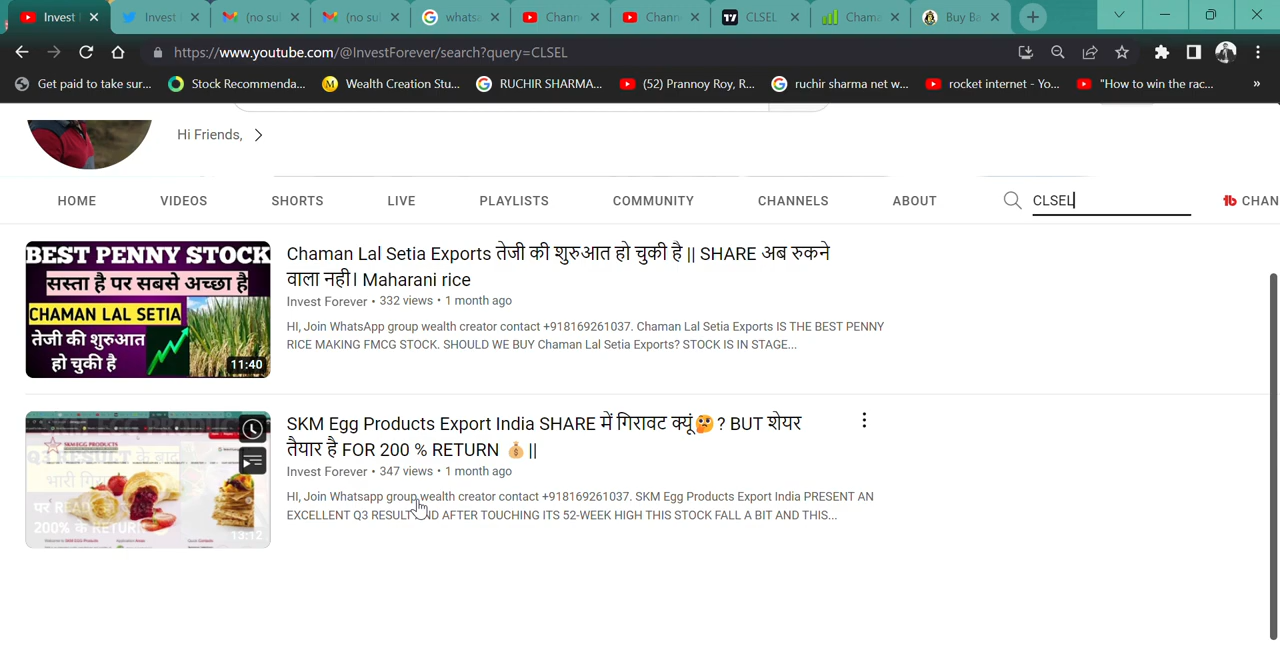 Invest
Invest
(no su
(no su
whats
Chann
Chann
CLSEL
Cham
Buy Ba
https://www.youtube.com/@InvestForever/search?query=CLSEL
Get paid to take sur...
Stock Recommenda...
Wealth Creation Stu...
RUCHIR SHARMA...
(52) Prannoy Roy, R...
ruchir sharma net w...
rocket internet - Yo...
"How to win the rac...
»
Hi Friends,
HOME
VIDEOS
SHORTS
LIVE
PLAYLISTS
COMMUNITY
CHANNELS
ABOUT
CLSEL
CHAN
BEST PENNY STOCK
सस्ता है पर सबसे अच्छा है
CHAMAN LAL SETIA
तेजी की शुरुआत
हो चुकी है
11:40
Chaman Lal Setia Exports तेजी की शुरुआत हो चुकी है || SHARE अब रुकने
वाला नही। Maharani rice
Invest Forever • 332 views • 1 month ago
HI, Join WhatsApp group wealth creator contact +918169261037. Chaman Lal Setia Exports IS THE BEST PENNY
RICE MAKING FMCG STOCK. SHOULD WE BUY Chaman Lal Setia Exports? STOCK IS IN STAGE...
SKM EGG PRODUCTS
Q3 RESULT के बाद
भारी
200% के RETURN
13:12
SKM Egg Products Export India SHARE में गिरावट क्यूं🤔? BUT शेयर
तैयार है FOR 200 % RETURN 💰||
Invest Forever • 347 views • 1 month ago
HI, Join Whatsapp group wealth creator contact +918169261037. SKM Egg Products Export India PRESENT AN
EXCELLENT Q3 RESULT AND AFTER TOUCHING ITS 52-WEEK HIGH THIS STOCK FALL A BIT AND THIS...